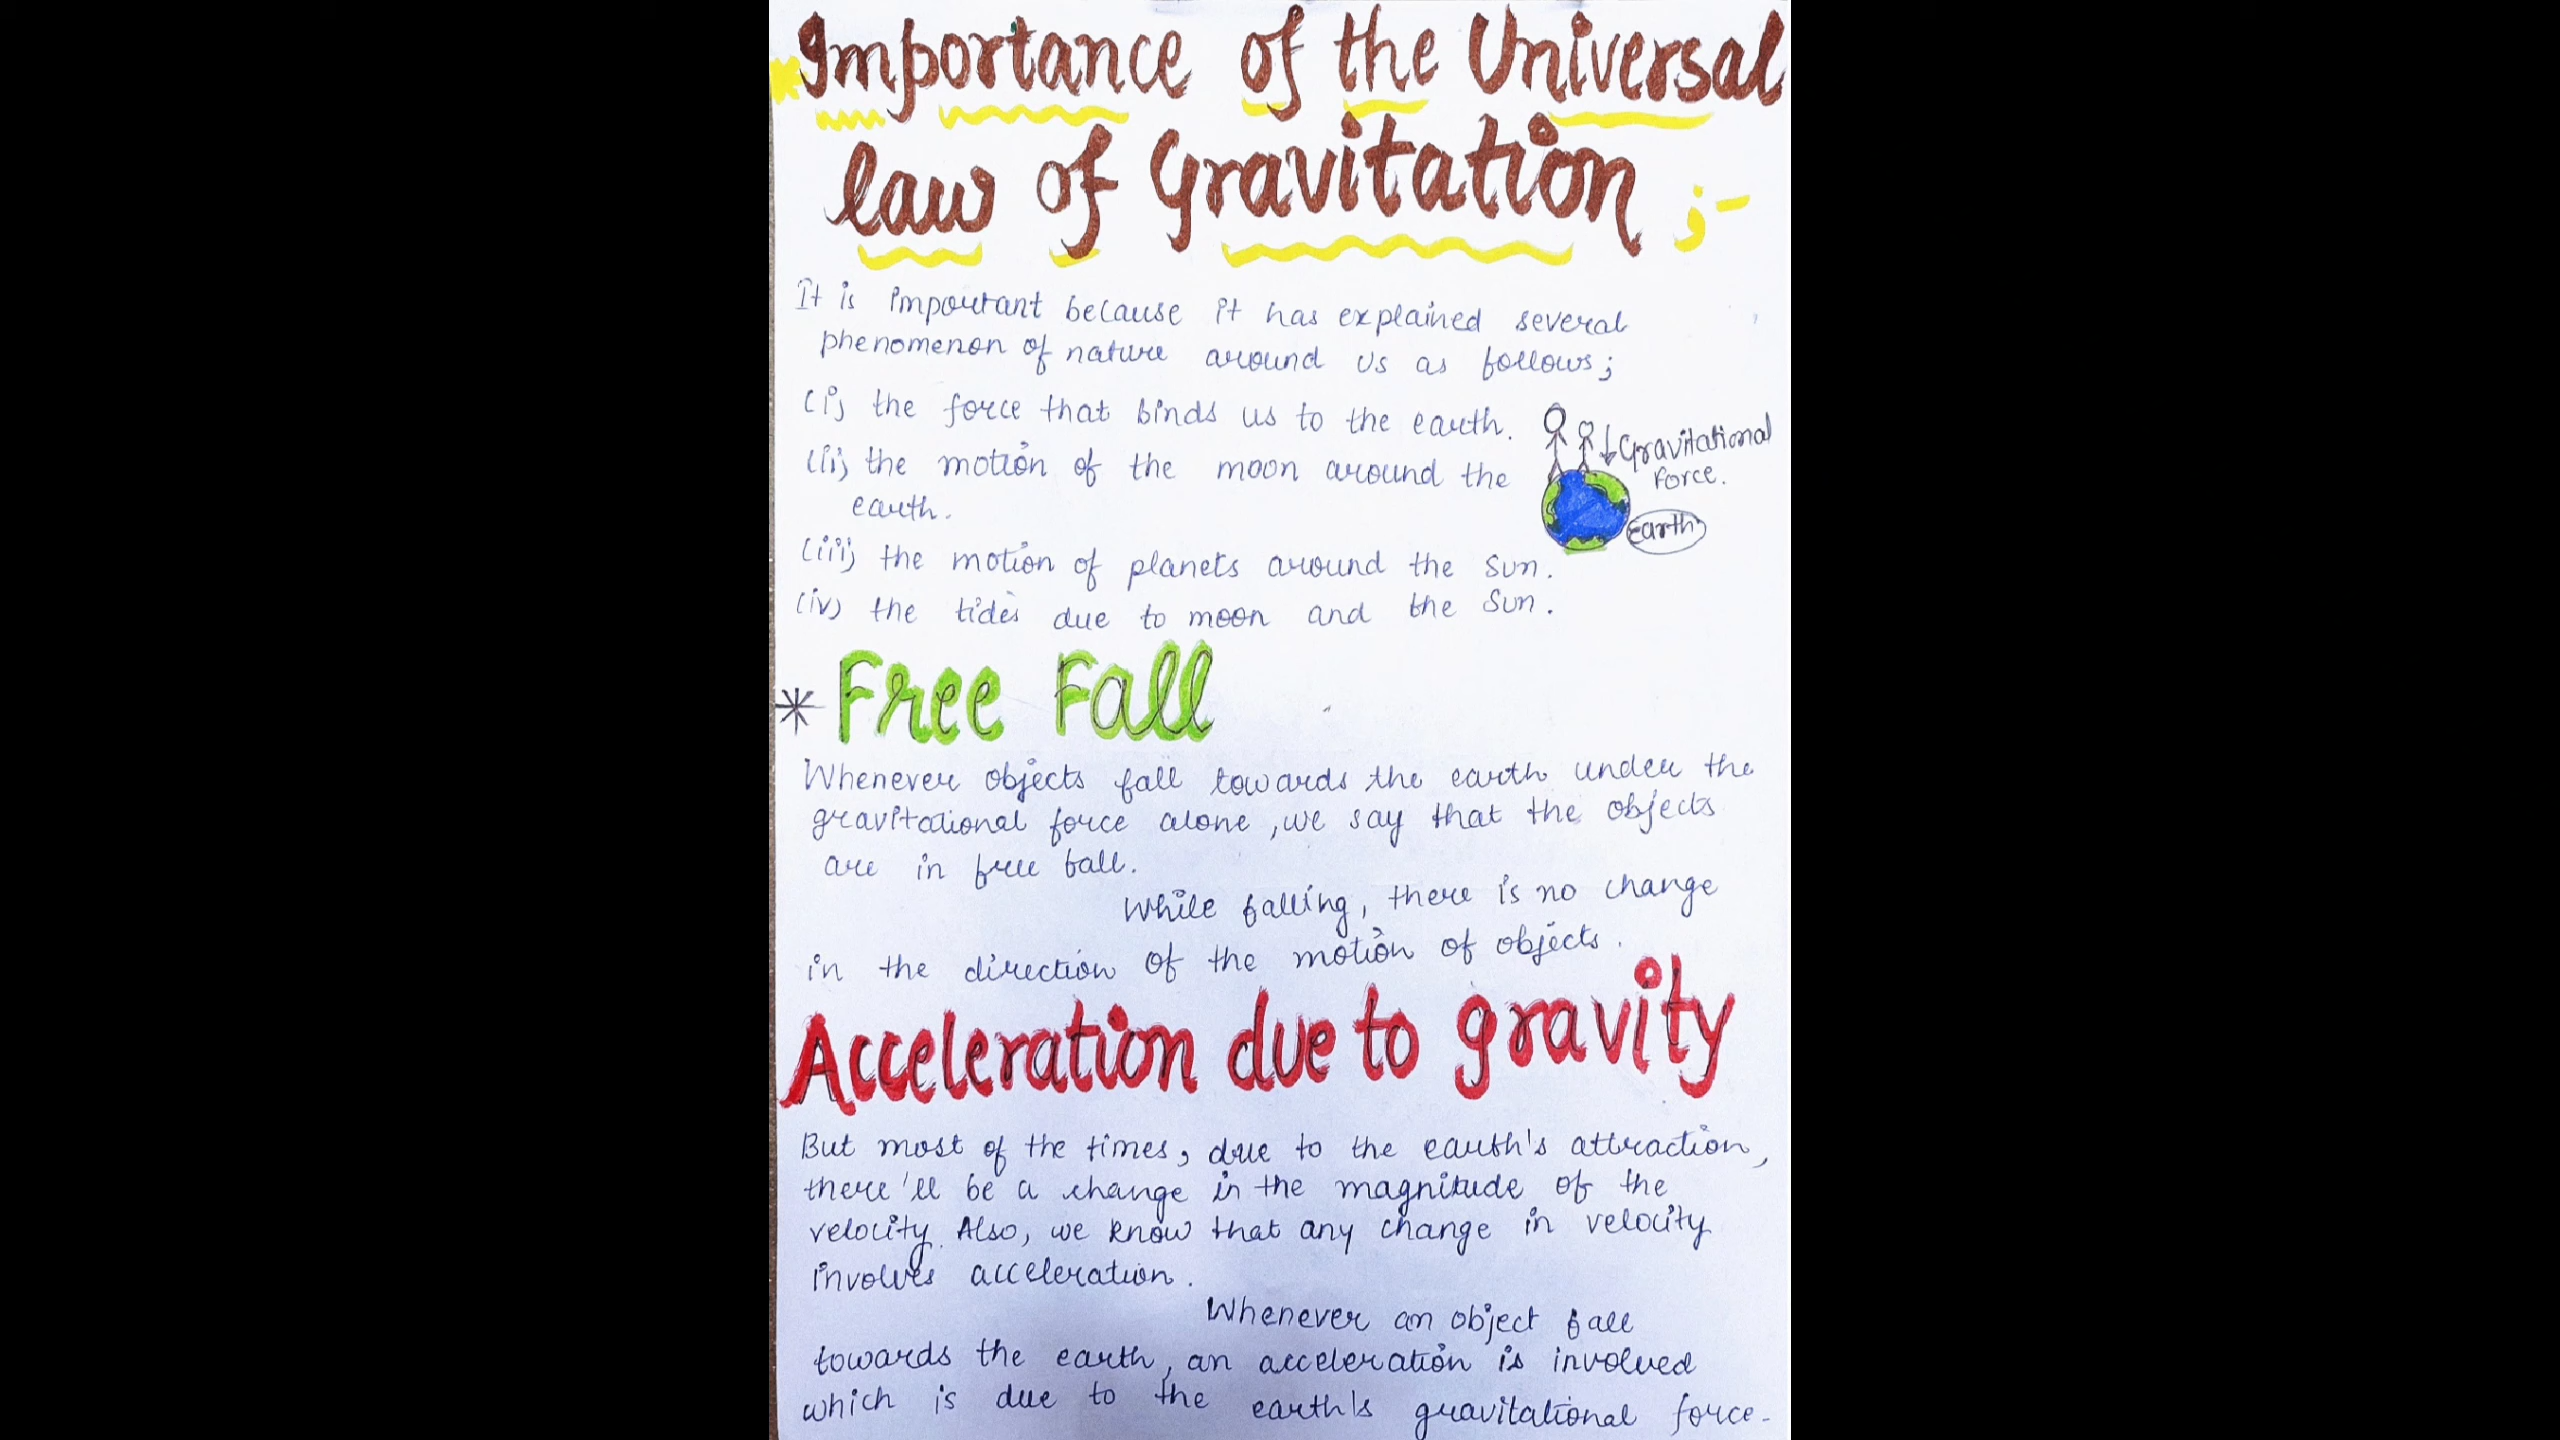 * Importance of the Universal
law of Gravitation :-
It is important because it has explained several
phenomenon of nature around us as follows;
(i) the force that binds us to the earth.
(ii) the motion of the moon around the
earth.
Gravitational
Force.
Earth
(iii) the motion of planets around the Sun.
(iv) the tides due to moon and the Sun.
* Free Fall
Whenever objects fall towards the earth under the
gravitational force alone, we say that the objects
are in free fall.
While falling, there is no change
in the direction of the motion of objects.
Acceleration due to gravity
But most of the times, due to the earth's attraction,
there'll be a change in the magnitude of the
velocity. Also, we know that any change in velocity
involves acceleration.
Whenever an object fall
towards the earth, an acceleration is involved
which is due to the earth's gravitational force.